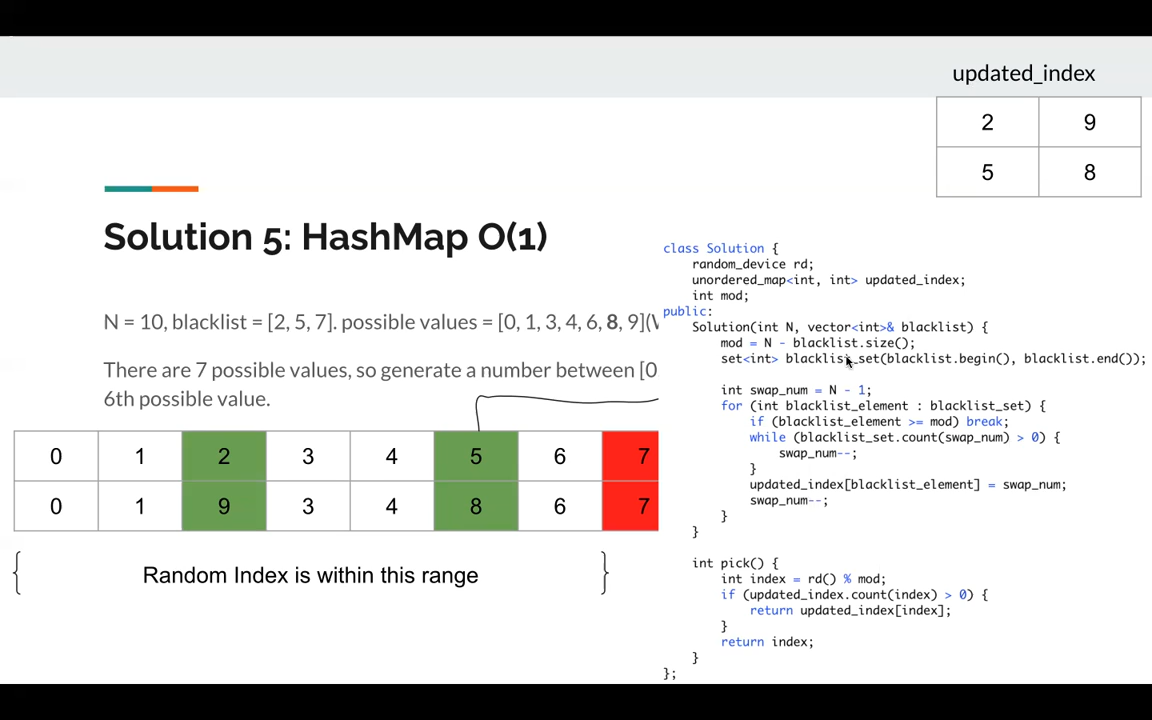 updated_index
2 9
5 8
Solution 5: HashMap O(1)
N = 10, blacklist = [2, 5, 7]. possible values = [0, 1, 3, 4, 6, 8, 9](
There are 7 possible values, so generate a number between [0
6th possible value.
0 1 2 3 4 5 6 7
0 1 9 3 4 8 6 7
{ Random Index is within this range }
class Solution {
random_device rd;
unordered_map<int, int> updated_index;
int mod;
public:
Solution(int N, vector<int>& blacklist) {
mod = N - blacklist.size();
set<int> blacklist_set(blacklist.begin(), blacklist.end());
int swap_num = N - 1;
for (int blacklist_element : blacklist_set) {
if (blacklist_element >= mod) break;
while (blacklist_set.count(swap_num) > 0) {
swap_num--;
}
updated_index[blacklist_element] = swap_num;
swap_num--;
}
}
int pick() {
int index = rd() % mod;
if (updated_index.count(index) > 0) {
return updated_index[index];
}
return index;
}
};